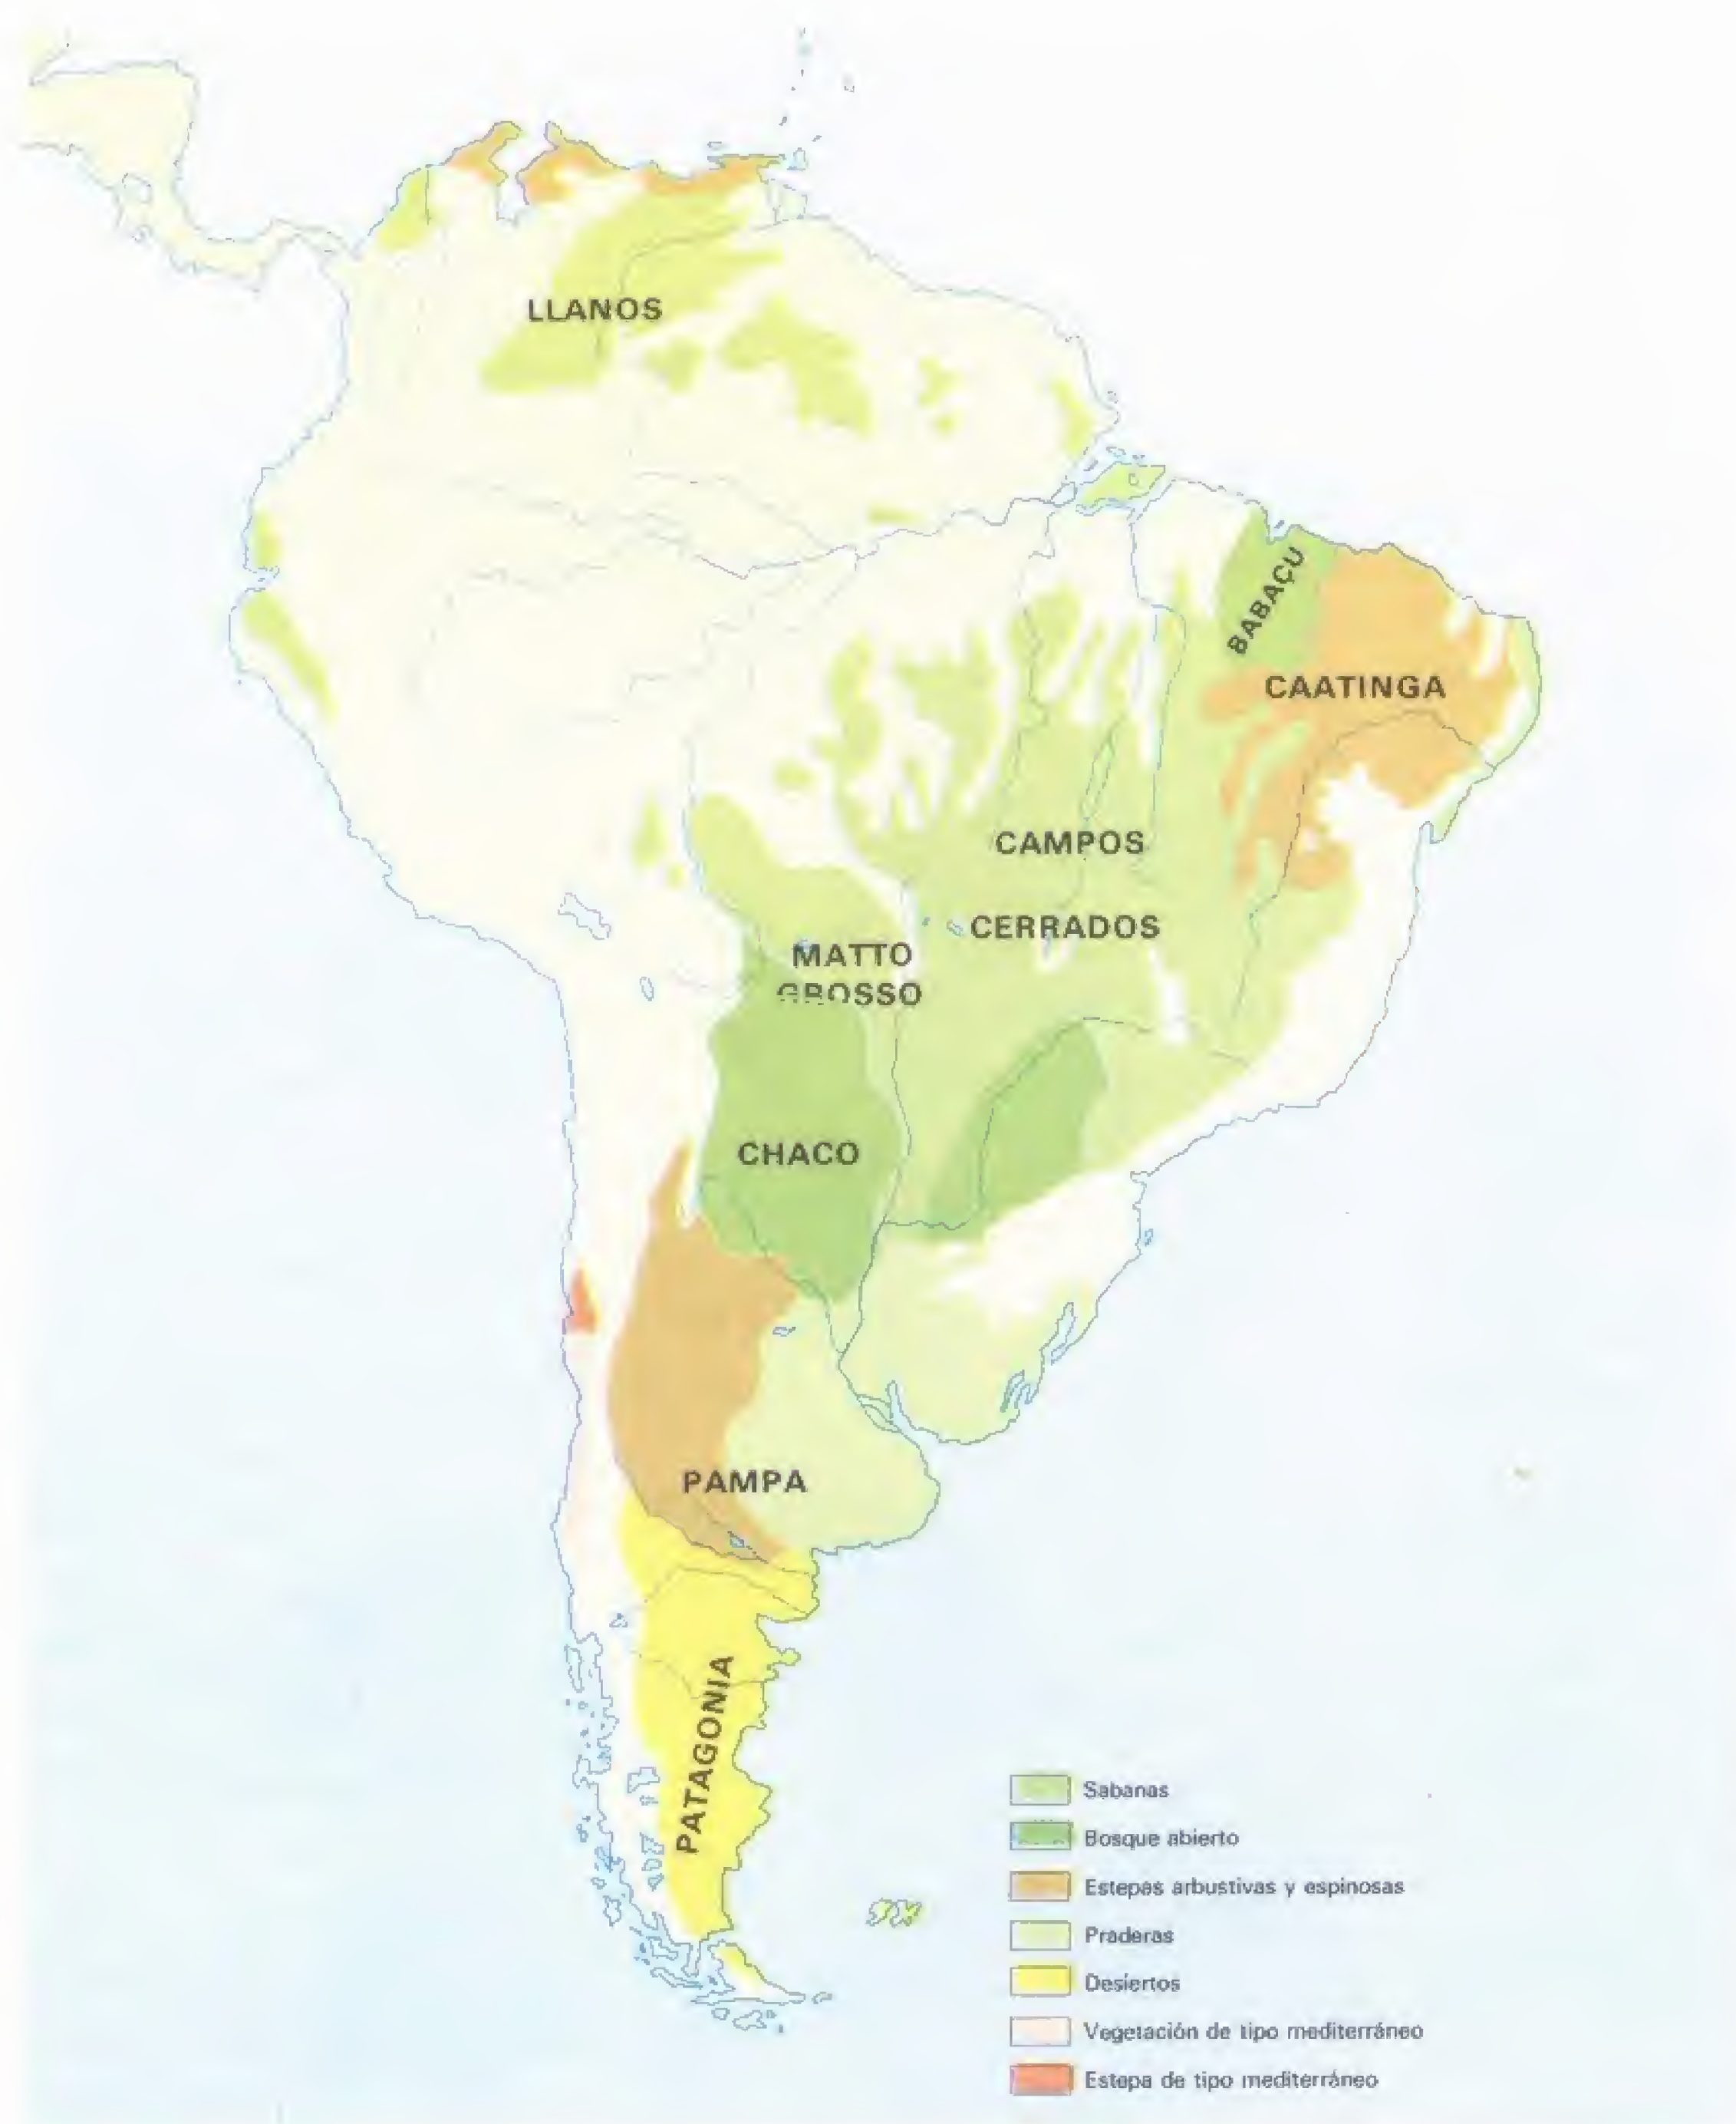 LLANOS
BABAÇU
CAATINGA
CAMPOS
CERRADOS
MATTO
GROSSO
CHACO
PAMPA
PATAGONIA
Sabanas
Bosque abierto
Estepas arbustivas y espinosas
Praderas
Desiertos
Vegetación de tipo mediterráneo
Estepa de tipo mediterráneo